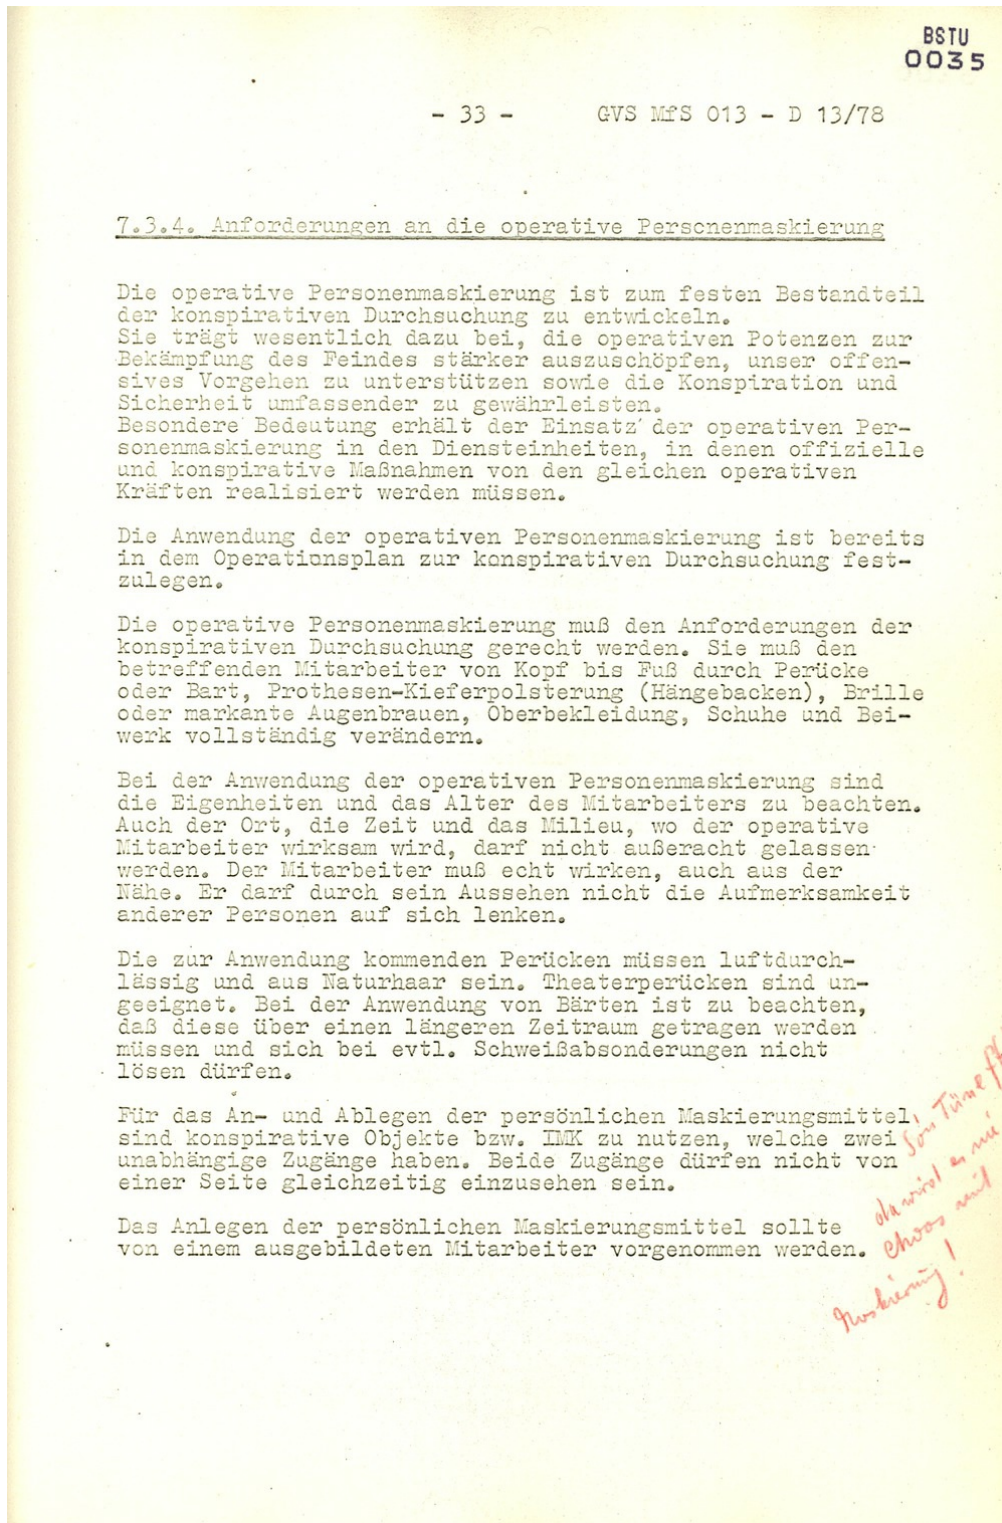 BSTU
0035
- 33 - GVS MfS 013 - D 13/78
7.3.4. Anforderungen an die operative Personenmaskierung
Die operative Personenmaskierung ist zum festen Bestandteil
der konspirativen Durchsuchung zu entwickeln.
Sie trägt wesentlich dazu bei, die operativen Potenzen zur
Bekämpfung des Feindes stärker auszuschöpfen, unser offen-
sives Vorgehen zu unterstützen sowie die Konspiration und
Sicherheit umfassender zu gewährleisten.
Besondere Bedeutung erhält der Einsatz der operativen Per-
sonenmaskierung in den Diensteinheiten, in denen offizielle
und konspirative Maßnahmen von den gleichen operativen
Kräften realisiert werden müssen.
Die Anwendung der operativen Personenmaskierung ist bereits
in dem Operationsplan zur konspirativen Durchsuchung fest-
zulegen.
Die operative Personenmaskierung muß den Anforderungen der
konspirativen Durchsuchung gerecht werden. Sie muß den
betreffenden Mitarbeiter von Kopf bis Fuß durch Perücke
oder Bart, Prothesen-Kieferpolsterung (Hängebacken), Brille
oder markante Augenbrauen, Oberbekleidung, Schuhe und Bei-
werk vollständig verändern.
Bei der Anwendung der operativen Personenmaskierung sind
die Eigenheiten und das Alter des Mitarbeiters zu beachten.
Auch der Ort, die Zeit und das Milieu, wo der operative
Mitarbeiter wirksam wird, darf nicht außeracht gelassen
werden. Der Mitarbeiter muß echt wirken, auch aus der
Nähe. Er darf durch sein Aussehen nicht die Aufmerksamkeit
anderer Personen auf sich lenken.
Die zur Anwendung kommenden Perücken müssen luftdurch-
lässig und aus Naturhaar sein. Theaterperücken sind un-
geeignet. Bei der Anwendung von Bärten ist zu beachten,
daß diese über einen längeren Zeitraum getragen werden
müssen und sich bei evtl. Schweißabsonderungen nicht
lösen dürfen.
Für das An- und Ablegen der persönlichen Maskierungsmittel
sind konspirative Objekte bzw. IMK zu nutzen, welche zwei
unabhängige Zugänge haben. Beide Zugänge dürfen nicht von
einer Seite gleichzeitig einzusehen sein.
Das Anlegen der persönlichen Maskierungsmittel sollte
von einem ausgebildeten Mitarbeiter vorgenommen werden.
da wird es nie
mit
Maskierung!